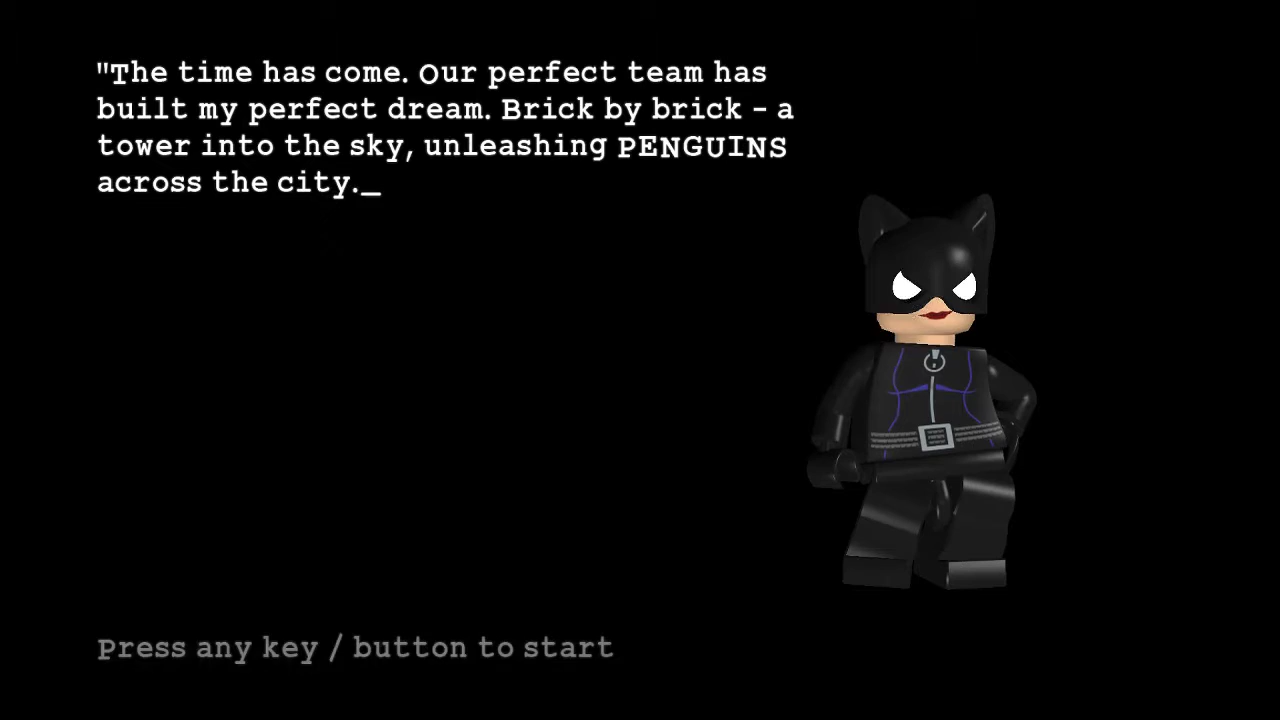 "The time has come. Our perfect team has
built my perfect dream. Brick by brick - a
tower into the sky, unleashing PENGUINS
across the city._
Press any key / button to start